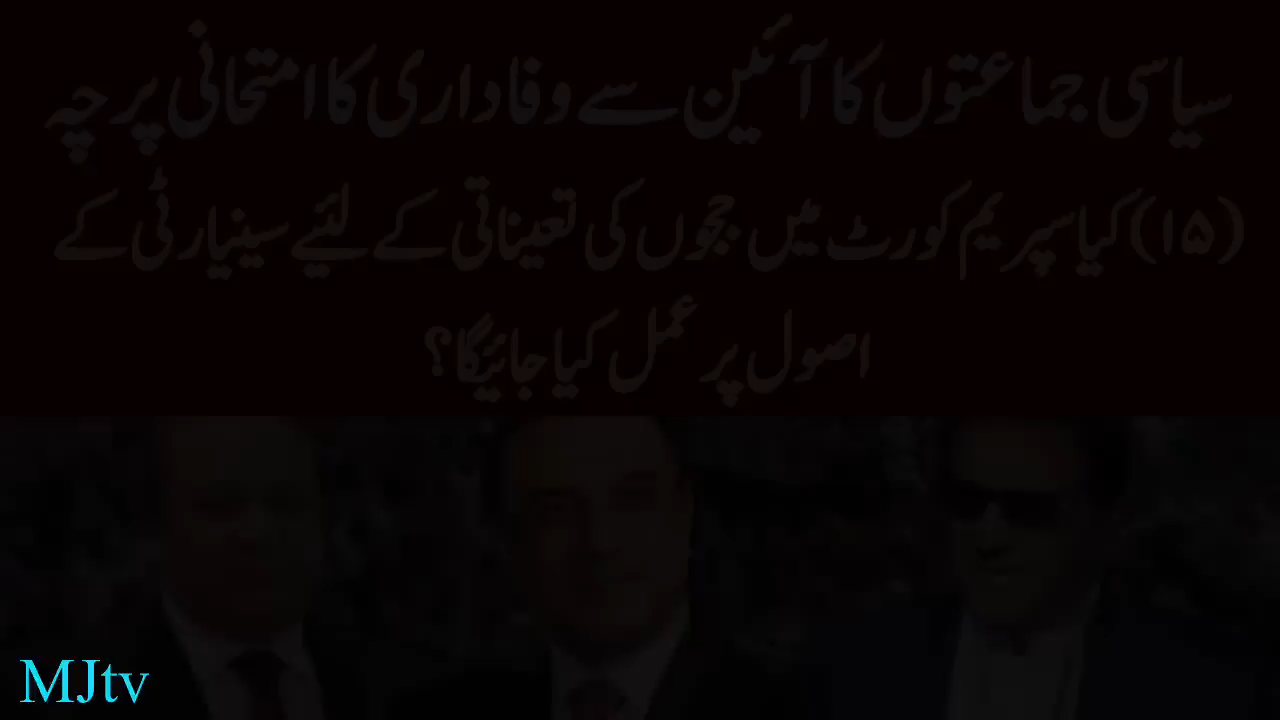 سیاسی جماعتوں کا آئین سے وفاداری کا امتحانی پرچہ
(۱۵) کیا سپریم کورٹ میں ججوں کی تعیناتی کے لئیے سینیارٹی کے
اصول پر عمل کیا جائیگا؟
MJtv